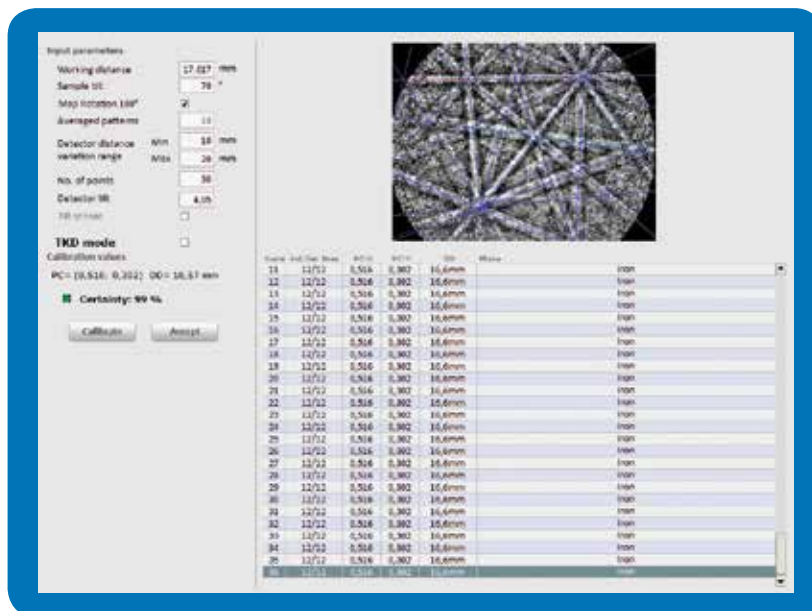 Input parameters
Working distance 17.017 mm
Sample tilt 70 °
Map Rotation 180°
Averaged patterns 10
Detector distance variation range Min 10 mm
Max 20 mm
No. of points 50
Detector tilt 4,05
TKD mode
Calibration values
PC= (0,516; 0,302) DD= 16,57 mm
Certainty: 99 %
Calibrate Accept
11 12/12 0,516 0,302 16,6mm Iron
12 12/12 0,516 0,302 16,6mm Iron
13 12/12 0,516 0,302 16,6mm Iron
14 12/12 0,516 0,302 16,6mm Iron
15 12/12 0,516 0,302 16,6mm Iron
16 12/12 0,516 0,302 16,6mm Iron
17 12/12 0,516 0,302 16,6mm Iron
18 12/12 0,516 0,302 16,6mm Iron
19 12/12 0,516 0,302 16,6mm Iron
20 12/12 0,516 0,302 16,6mm Iron
21 12/12 0,516 0,302 16,6mm Iron
22 12/12 0,516 0,302 16,6mm Iron
23 12/12 0,516 0,302 16,6mm Iron
24 12/12 0,516 0,302 16,6mm Iron
25 12/12 0,516 0,302 16,6mm Iron
26 12/12 0,516 0,302 16,6mm Iron
27 12/12 0,516 0,302 16,6mm Iron
28 12/12 0,516 0,302 16,6mm Iron
29 12/12 0,516 0,302 16,6mm Iron
30 12/12 0,516 0,302 16,6mm Iron
31 12/12 0,516 0,302 16,6mm Iron
32 12/12 0,516 0,302 16,6mm Iron
33 12/12 0,516 0,302 16,6mm Iron
34 12/12 0,516 0,302 16,6mm Iron
35 12/12 0,516 0,302 16,6mm Iron
36 12/12 0,516 0,302 16,6mm Iron